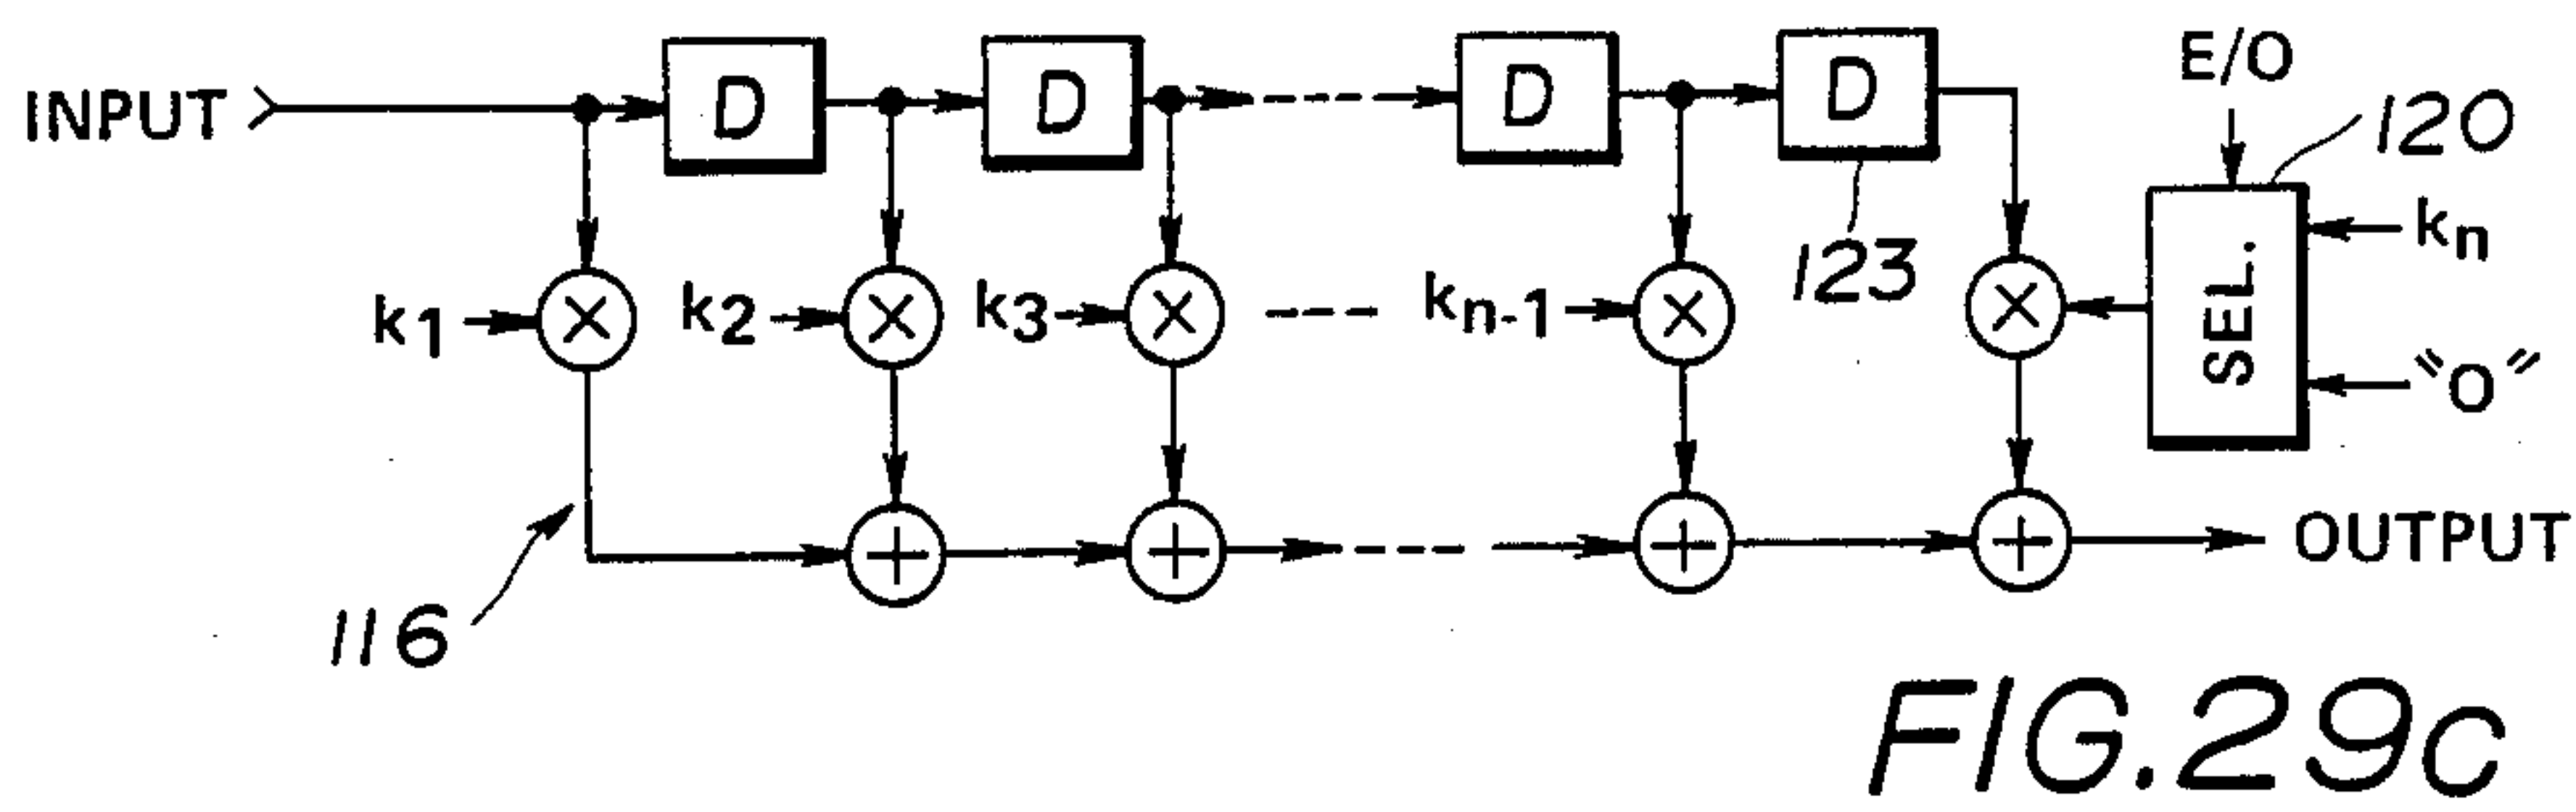 INPUT
D
D
D
D
E/O
120
kn
"0"
SEL.
123
k1
k2
k3
kn-1
116
OUTPUT
FIG.29c